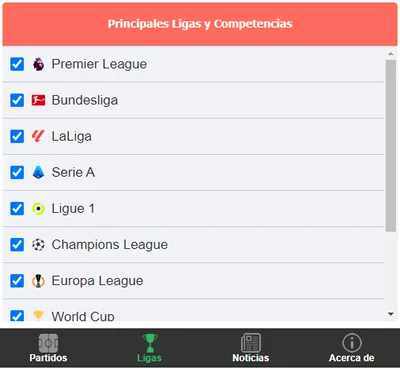 Principales Ligas y Competencias
Premier League
Bundesliga
LaLiga
Serie A
Ligue 1
Champions League
Europa League
World Cup
Partidos
Ligas
Noticias
Acerca de